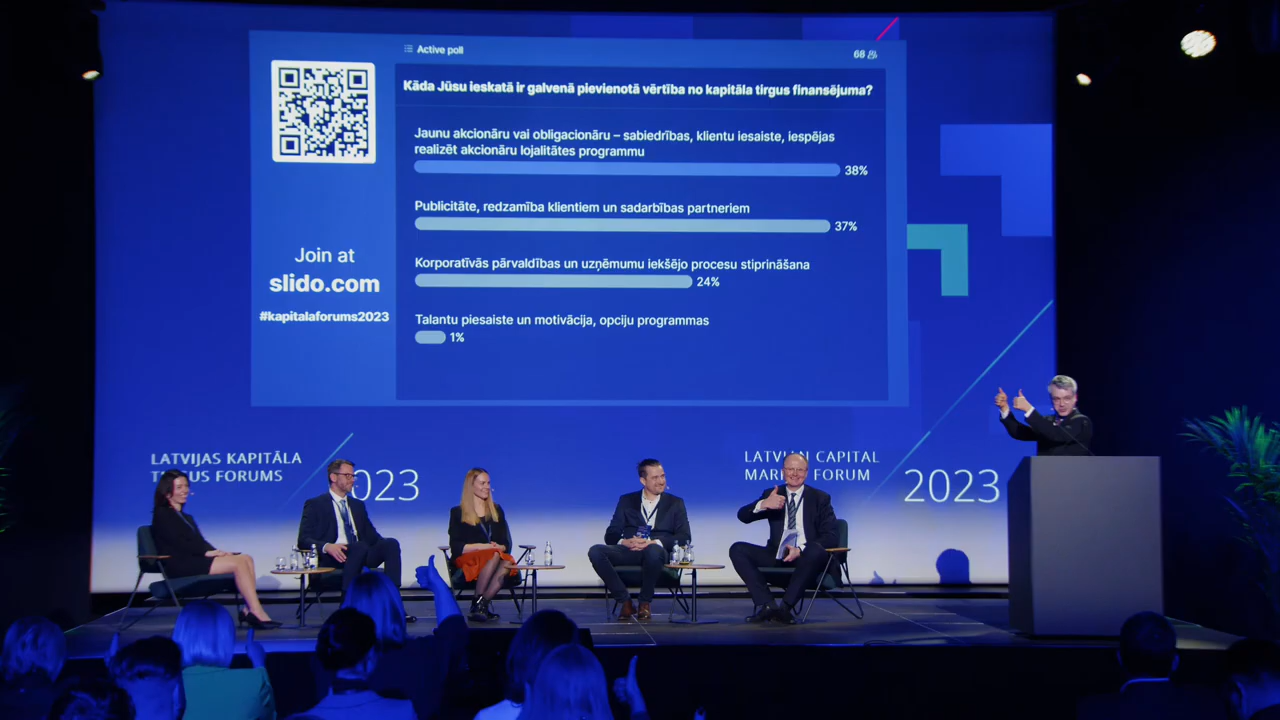 Active poll
68
Kāda Jūsu ieskatā ir galvenā pievienotā vērtība no kapitāla tirgus finansējuma?
Jaunu akcionāru vai obligacionāru – sabiedrības, klientu iesaiste, iespējas
realizēt akcionāru lojalitātes programmu
38%
Publicitāte, redzamība klientiem un sadarbības partneriem
37%
Korporatīvās pārvaldības un uzņēmumu iekšējo procesu stiprināšana
24%
Talantu piesaiste un motivācija, opciju programmas
1%
Join at
slido.com
#kapitalaforums2023
LATVIJAS KAPITĀLA
TIRGUS FORUMS
2023
LATVIAN CAPITAL
MARKET FORUM
2023